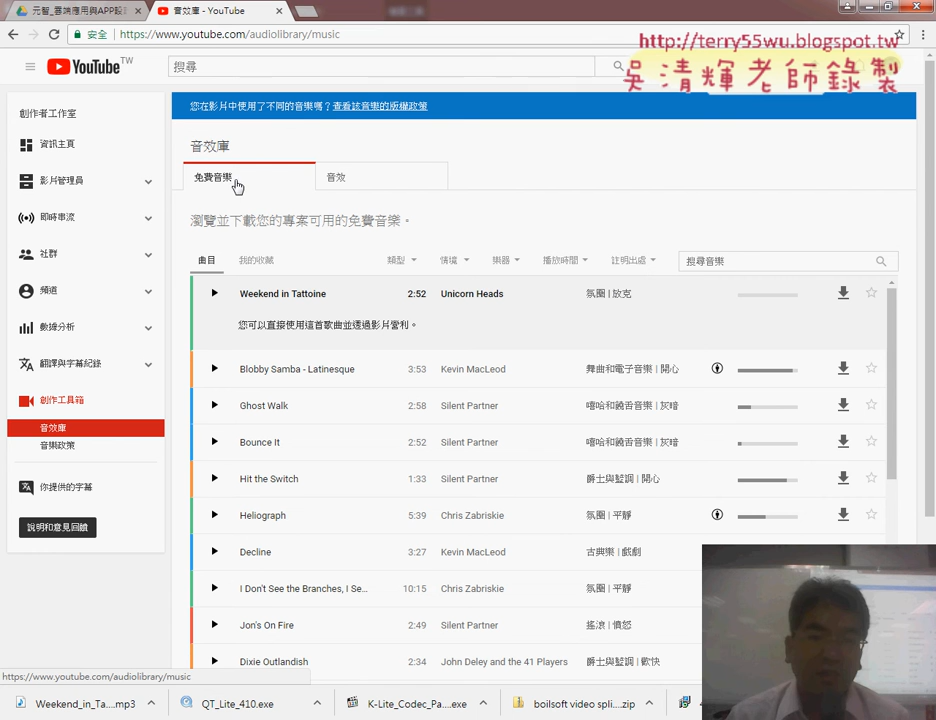 元智_雲端應用與APP設
音效庫 - YouTube
安全 https://www.youtube.com/audiolibrary/music
http://terry55wu.blogspot.tw
吳清輝老師錄製
YouTube TW
搜尋
創作者工作室
資訊主頁
影片管理員
即時串流
社群
頻道
數據分析
翻譯與字幕紀錄
創作工具箱
音效庫
音樂政策
你提供的字幕
說明和意見回饋
您在影片中使用了不同的音樂嗎？查看該音樂的版權政策
音效庫
免費音樂 音效
瀏覽並下載您的專案可用的免費音樂。
曲目 我的收藏 類型 情境 樂器 播放時間 註明出處 搜尋音樂
Weekend in Tattoine 2:52 Unicorn Heads 氛圍 | 放克
您可以直接使用這首歌曲並透過影片營利。
Blobby Samba - Latinesque 3:53 Kevin MacLeod 舞曲和電子音樂 | 開心
Ghost Walk 2:58 Silent Partner 嘻哈和饒舌音樂 | 灰暗
Bounce It 2:52 Silent Partner 嘻哈和饒舌音樂 | 灰暗
Hit the Switch 1:33 Silent Partner 爵士與藍調 | 開心
Heliograph 5:39 Chris Zabriskie 氛圍 | 平靜
Decline 3:27 Kevin MacLeod 古典樂 | 戲劇
I Don't See the Branches, I Se... 10:15 Chris Zabriskie 氛圍 | 平靜
Jon's On Fire 2:49 Silent Partner 搖滾 | 憤怒
Dixie Outlandish 2:34 John Deley and the 41 Players 爵士與藍調 | 歡快
https://www.youtube.com/audiolibrary/music
Weekend_in_Ta....mp3
QT_Lite_410.exe
K-Lite_Codec_Pa....exe
boilsoft video spli....zip